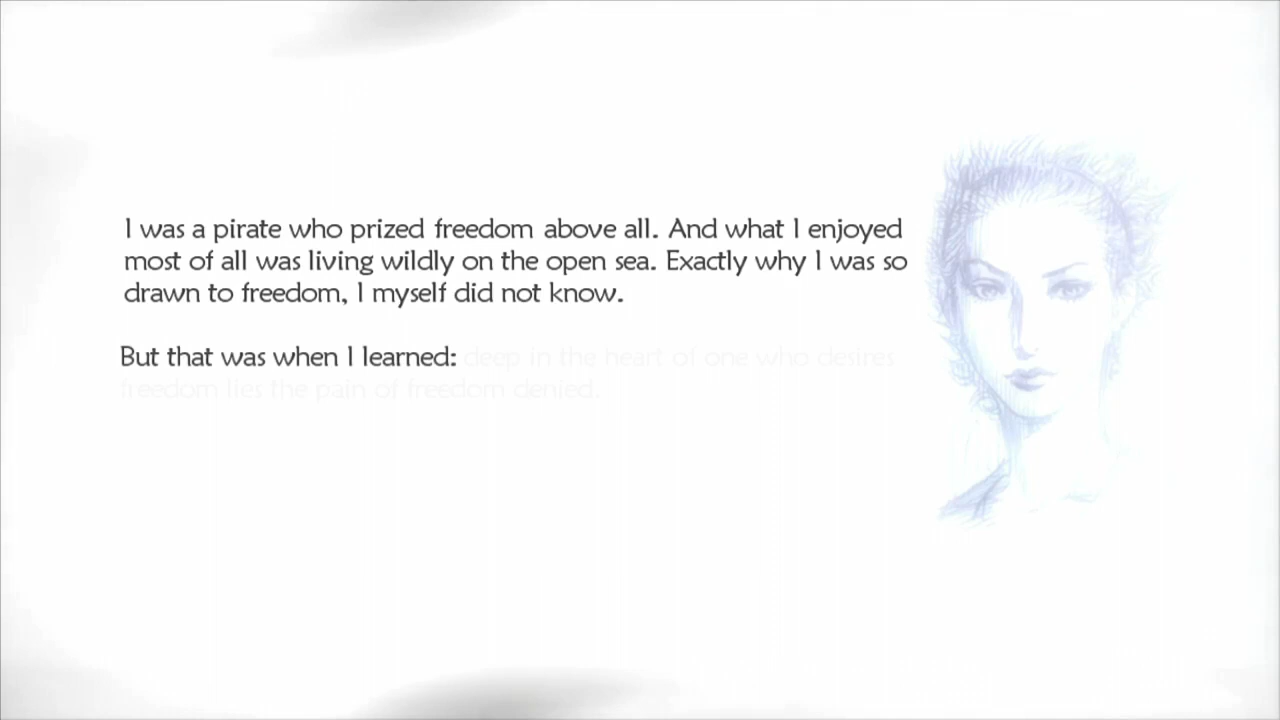 I was a pirate who prized freedom above all. And what I enjoyed
most of all was living wildly on the open sea. Exactly why I was so
drawn to freedom, I myself did not know.
But that was when I learned: deep in the heart of one who desires
freedom lies the pain of freedom denied.